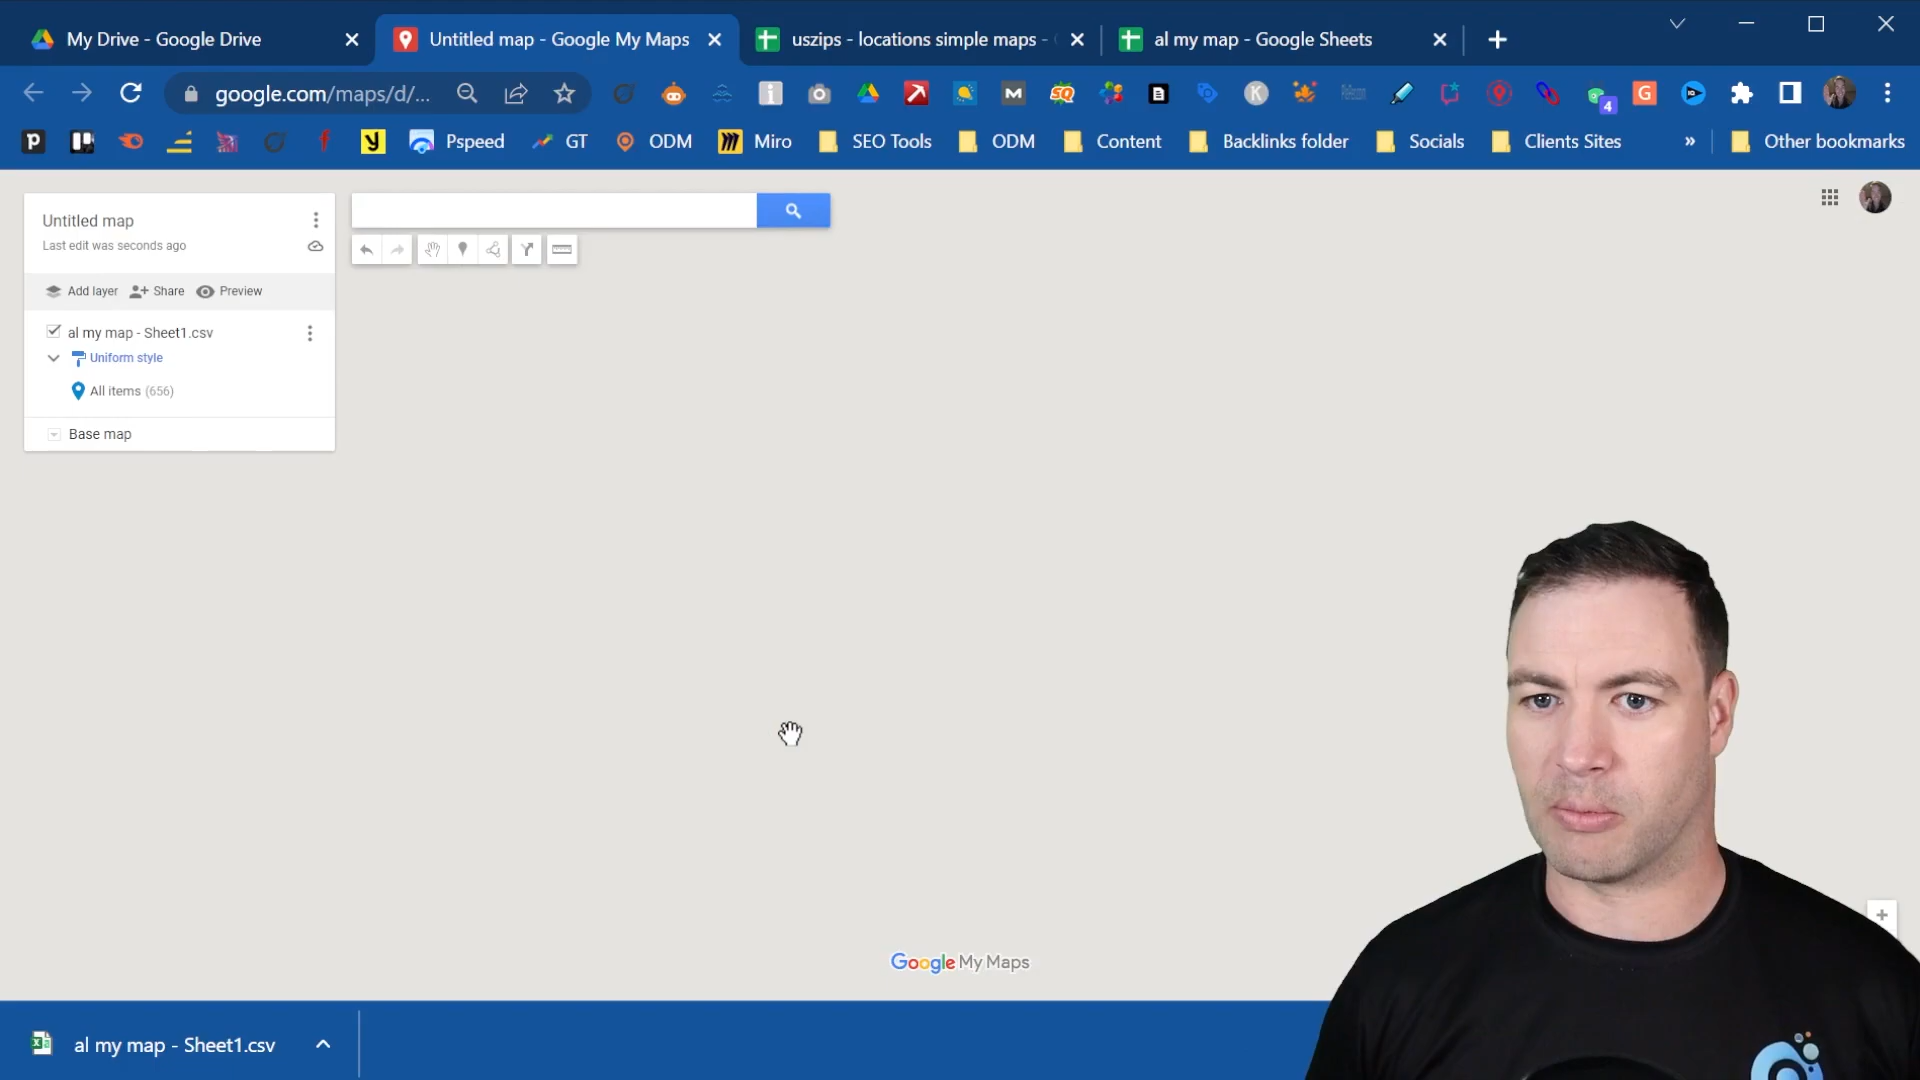 My Drive - Google Drive
Untitled map - Google My Maps
uszips - locations simple maps -
al my map - Google Sheets
google.com/maps/d/...
4
Pspeed
GT
ODM
Miro
SEO Tools
ODM
Content
Backlinks folder
Socials
Clients Sites
»
Other bookmarks
Untitled map
Last edit was seconds ago
Add layer
Share
Preview
al my map - Sheet1.csv
Uniform style
All items (656)
Base map
Google My Maps
al my map - Sheet1.csv